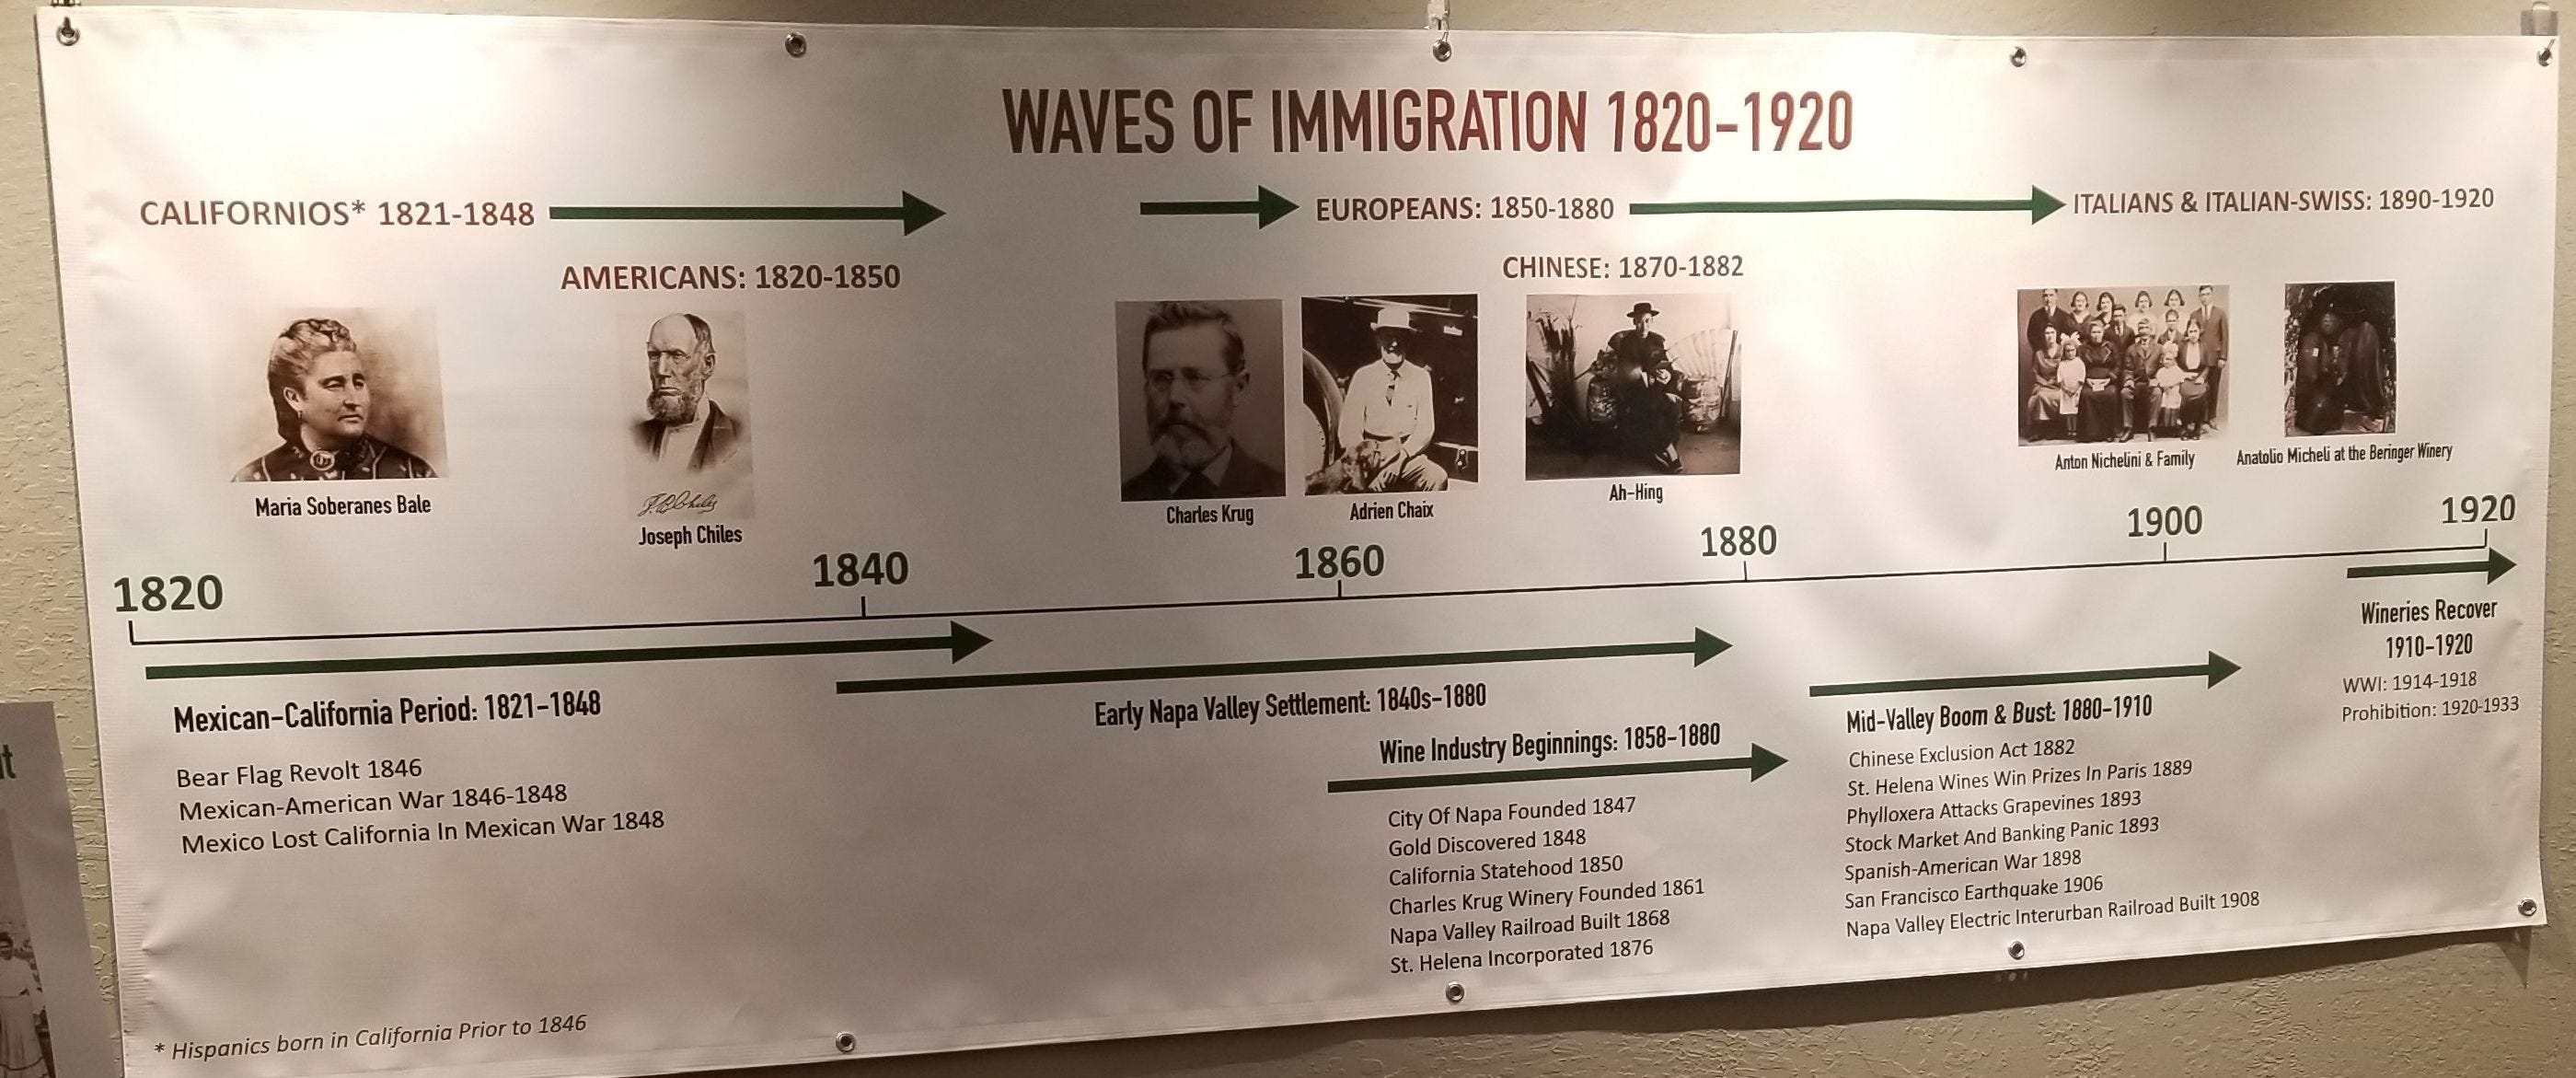 WAVES OF IMMIGRATION 1820-1920
CALIFORNIOS* 1821-1848
EUROPEANS: 1850-1880
ITALIANS & ITALIAN-SWISS: 1890-1920
AMERICANS: 1820-1850
CHINESE: 1870-1882
Maria Soberanes Bale
J.B.Chiles
Joseph Chiles
Charles Krug
Adrien Chaix
Ah-Hing
Anton Nichelini & Family
Anatolio Micheli at the Beringer Winery
1820
1840
1860
1880
1900
1920
Mexican-California Period: 1821-1848
Bear Flag Revolt 1846
Mexican-American War 1846-1848
Mexico Lost California In Mexican War 1848
Early Napa Valley Settlement: 1840s-1880
Wine Industry Beginnings: 1858-1880
City Of Napa Founded 1847
Gold Discovered 1848
California Statehood 1850
Charles Krug Winery Founded 1861
Napa Valley Railroad Built 1868
St. Helena Incorporated 1876
Mid-Valley Boom & Bust: 1880-1910
Chinese Exclusion Act 1882
St. Helena Wines Win Prizes In Paris 1889
Phylloxera Attacks Grapevines 1893
Stock Market And Banking Panic 1893
Spanish-American War 1898
San Francisco Earthquake 1906
Napa Valley Electric Interurban Railroad Built 1908
Wineries Recover
1910-1920
WWI: 1914-1918
Prohibition: 1920-1933
* Hispanics born in California Prior to 1846